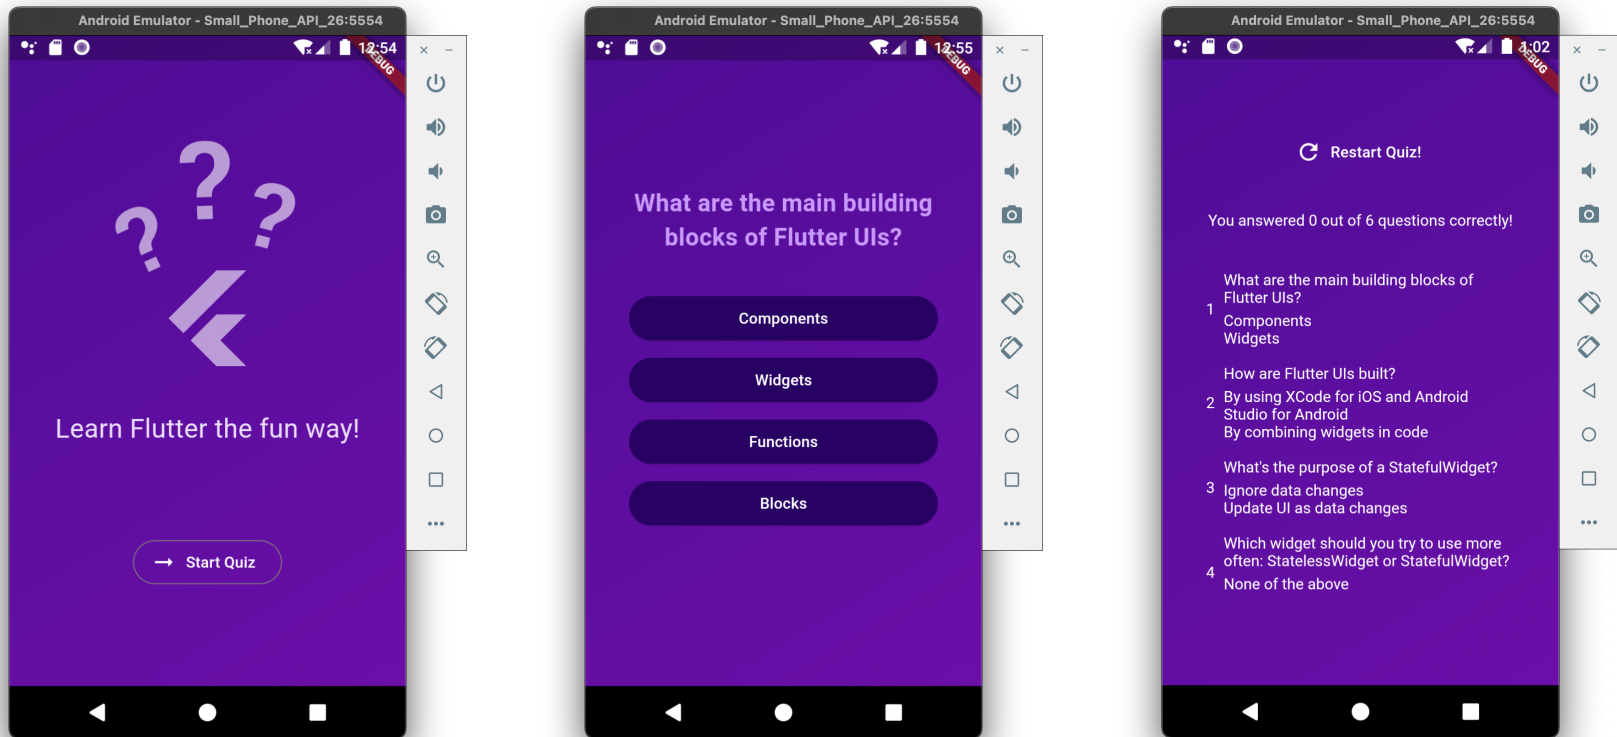 Android Emulator - Small_Phone_API_26:5554
12:54
DEBUG
? ? ?
Learn Flutter the fun way!
Start Quiz
Android Emulator - Small_Phone_API_26:5554
12:55
DEBUG
What are the main building
blocks of Flutter UIs?
Components
Widgets
Functions
Blocks
Android Emulator - Small_Phone_API_26:5554
1:02
DEBUG
Restart Quiz!
You answered 0 out of 6 questions correctly!
1
What are the main building blocks of
Flutter UIs?
Components
Widgets
2
How are Flutter UIs built?
By using XCode for iOS and Android
Studio for Android
By combining widgets in code
3
What's the purpose of a StatefulWidget?
Ignore data changes
Update UI as data changes
4
Which widget should you try to use more
often: StatelessWidget or StatefulWidget?
None of the above